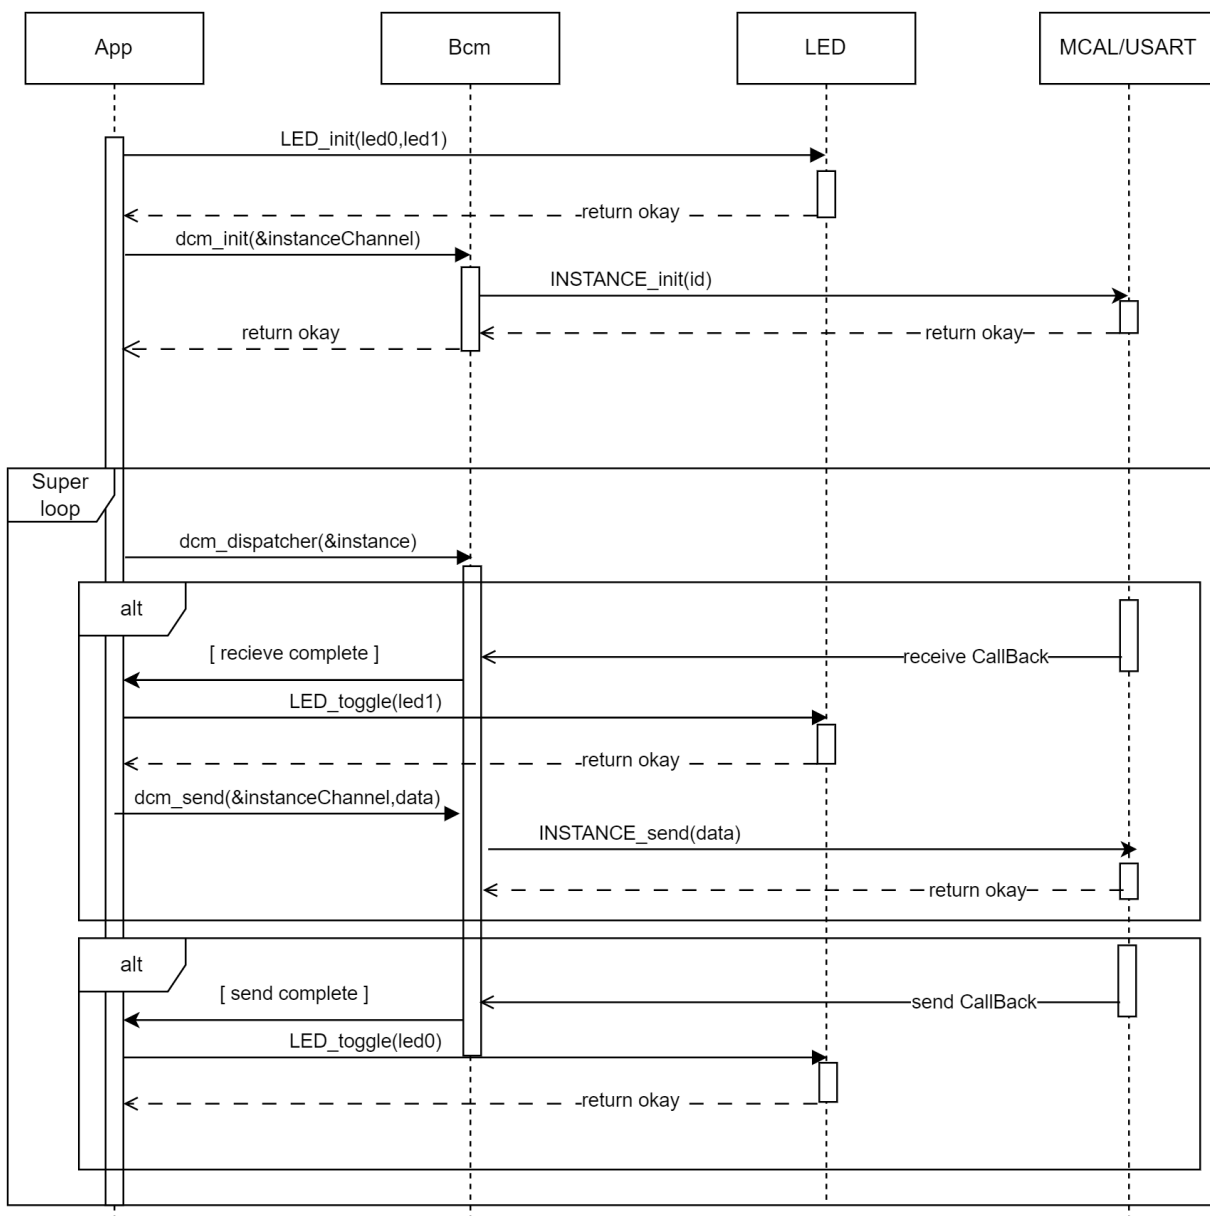 App
Bcm
LED
MCAL/USART
LED_init(led0,led1)
return okay
dcm_init(&instanceChannel)
INSTANCE_init(id)
return okay
return okay
Super
loop
dcm_dispatcher(&instance)
alt
[ recieve complete ]
receive CallBack
LED_toggle(led1)
return okay
dcm_send(&instanceChannel,data)
INSTANCE_send(data)
return okay
alt
[ send complete ]
send CallBack
LED_toggle(led0)
return okay